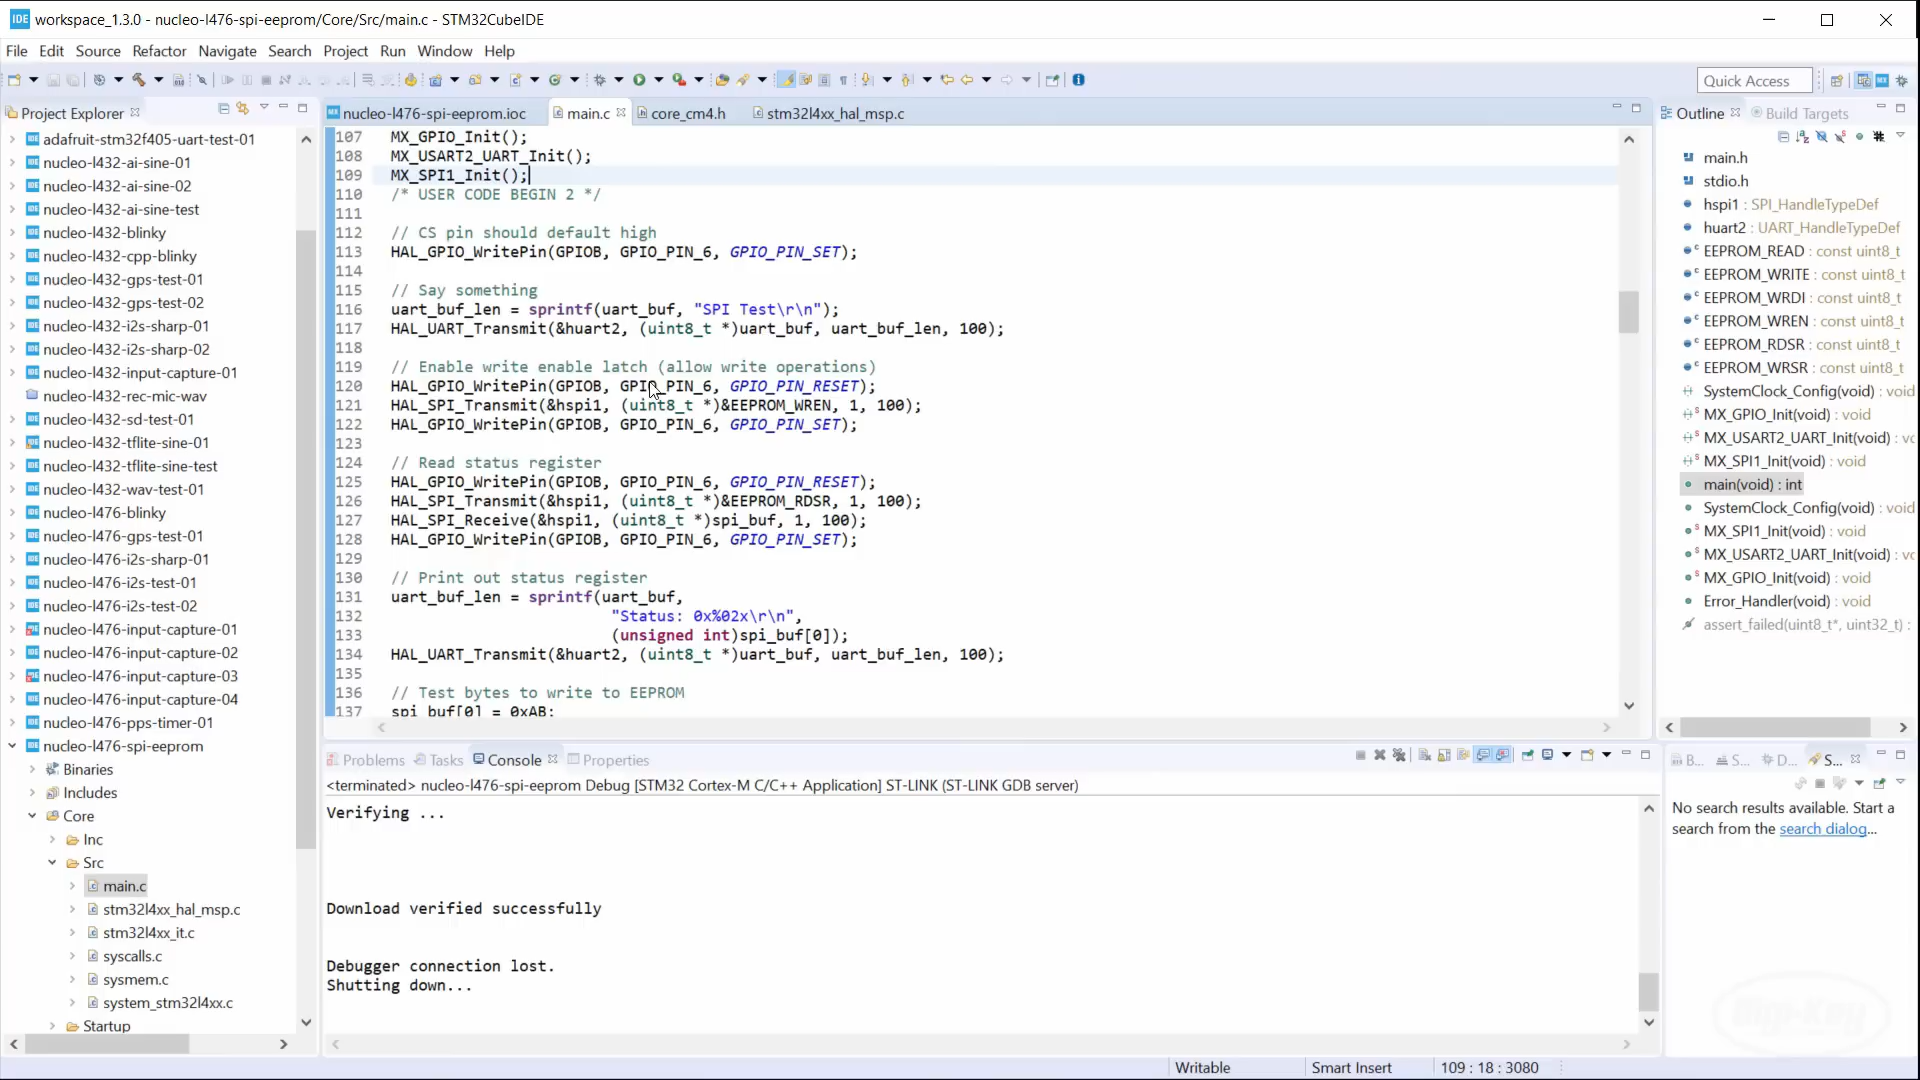 workspace_1.3.0 - nucleo-l476-spi-eeprom/Core/Src/main.c - STM32CubeIDE
File Edit Source Refactor Navigate Search Project Run Window Help
Quick Access
Project Explorer
adafruit-stm32f405-uart-test-01
nucleo-l432-ai-sine-01
nucleo-l432-ai-sine-02
nucleo-l432-ai-sine-test
nucleo-l432-blinky
nucleo-l432-cpp-blinky
nucleo-l432-gps-test-01
nucleo-l432-gps-test-02
nucleo-l432-i2s-sharp-01
nucleo-l432-i2s-sharp-02
nucleo-l432-input-capture-01
nucleo-l432-rec-mic-wav
nucleo-l432-sd-test-01
nucleo-l432-tflite-sine-01
nucleo-l432-tflite-sine-test
nucleo-l432-wav-test-01
nucleo-l476-blinky
nucleo-l476-gps-test-01
nucleo-l476-i2s-sharp-01
nucleo-l476-i2s-test-01
nucleo-l476-i2s-test-02
nucleo-l476-input-capture-01
nucleo-l476-input-capture-02
nucleo-l476-input-capture-03
nucleo-l476-input-capture-04
nucleo-l476-pps-timer-01
nucleo-l476-spi-eeprom
Binaries
Includes
Core
Inc
Src
main.c
stm32l4xx_hal_msp.c
stm32l4xx_it.c
syscalls.c
sysmem.c
system_stm32l4xx.c
Startup
nucleo-l476-spi-eeprom.ioc main.c core_cm4.h stm32l4xx_hal_msp.c
107 MX_GPIO_Init();
108 MX_USART2_UART_Init();
109 MX_SPI1_Init();
110 /* USER CODE BEGIN 2 */
111
112 // CS pin should default high
113 HAL_GPIO_WritePin(GPIOB, GPIO_PIN_6, GPIO_PIN_SET);
114
115 // Say something
116 uart_buf_len = sprintf(uart_buf, "SPI Test\r\n");
117 HAL_UART_Transmit(&huart2, (uint8_t *)uart_buf, uart_buf_len, 100);
118
119 // Enable write enable latch (allow write operations)
120 HAL_GPIO_WritePin(GPIOB, GPIO_PIN_6, GPIO_PIN_RESET);
121 HAL_SPI_Transmit(&hspi1, (uint8_t *)&EEPROM_WREN, 1, 100);
122 HAL_GPIO_WritePin(GPIOB, GPIO_PIN_6, GPIO_PIN_SET);
123
124 // Read status register
125 HAL_GPIO_WritePin(GPIOB, GPIO_PIN_6, GPIO_PIN_RESET);
126 HAL_SPI_Transmit(&hspi1, (uint8_t *)&EEPROM_RDSR, 1, 100);
127 HAL_SPI_Receive(&hspi1, (uint8_t *)spi_buf, 1, 100);
128 HAL_GPIO_WritePin(GPIOB, GPIO_PIN_6, GPIO_PIN_SET);
129
130 // Print out status register
131 uart_buf_len = sprintf(uart_buf,
132 "Status: 0x%02x\r\n",
133 (unsigned int)spi_buf[0]);
134 HAL_UART_Transmit(&huart2, (uint8_t *)uart_buf, uart_buf_len, 100);
135
136 // Test bytes to write to EEPROM
137 spi_buf[0] = 0xAB;
Outline Build Targets
main.h
stdio.h
hspi1 : SPI_HandleTypeDef
huart2 : UART_HandleTypeDef
EEPROM_READ : const uint8_t
EEPROM_WRITE : const uint8_t
EEPROM_WRDI : const uint8_t
EEPROM_WREN : const uint8_t
EEPROM_RDSR : const uint8_t
EEPROM_WRSR : const uint8_t
SystemClock_Config(void) : void
MX_GPIO_Init(void) : void
MX_USART2_UART_Init(void) : vo
MX_SPI1_Init(void) : void
main(void) : int
SystemClock_Config(void) : void
MX_SPI1_Init(void) : void
MX_USART2_UART_Init(void) : vo
MX_GPIO_Init(void) : void
Error_Handler(void) : void
assert_failed(uint8_t*, uint32_t) :
Problems Tasks Console Properties
<terminated> nucleo-l476-spi-eeprom Debug [STM32 Cortex-M C/C++ Application] ST-LINK (ST-LINK GDB server)
Verifying ...
Download verified successfully
Debugger connection lost.
Shutting down...
B... S... D... S...
No search results available. Start a
search from the search dialog...
Digi-Key
Writable Smart Insert 109 : 18 : 3080